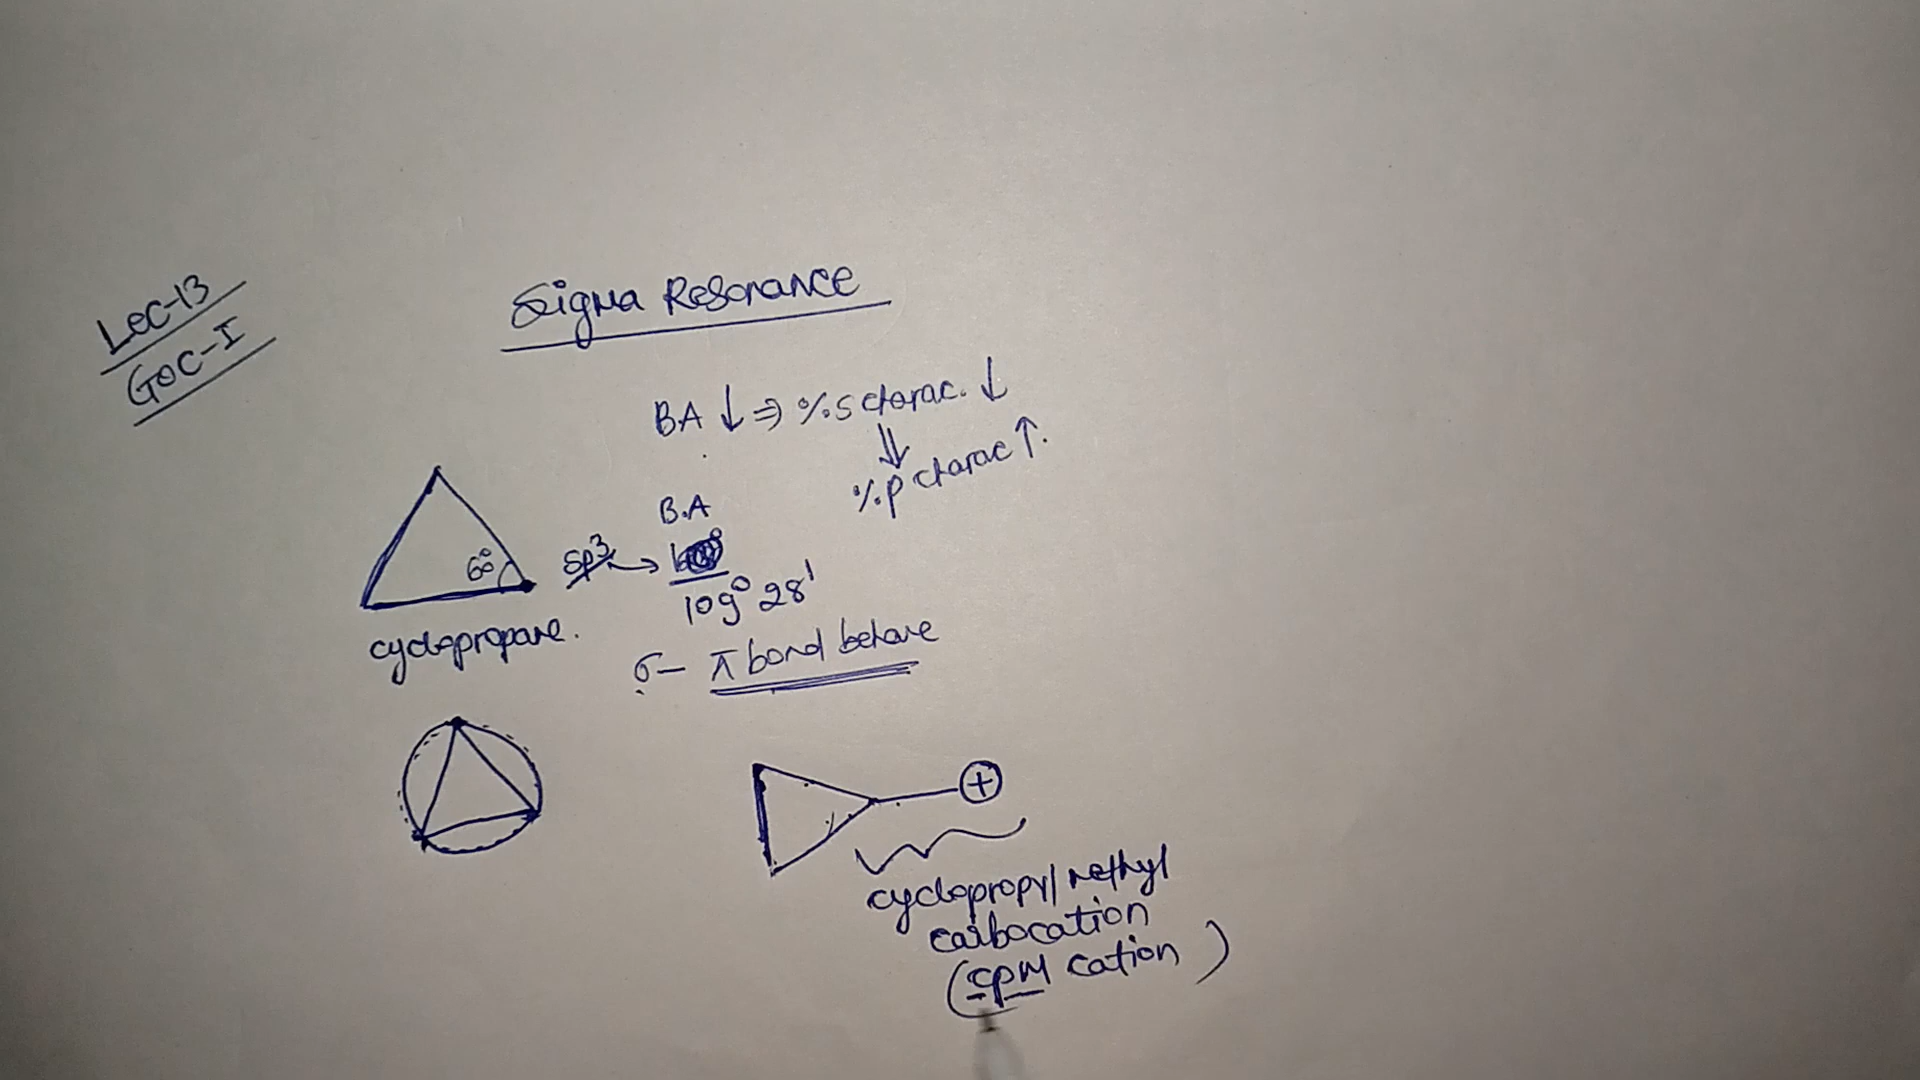 Lec-13
GOC-I
Sigma Resonance
BA ↓ ⇒ %s charac. ↓
⇓
%p charac ↑.
B.A
60° sp³ →
109° 28'
cyclopropane.
σ— π bond behave
+
cyclopropyl methyl
carbocation
(CPM cation)